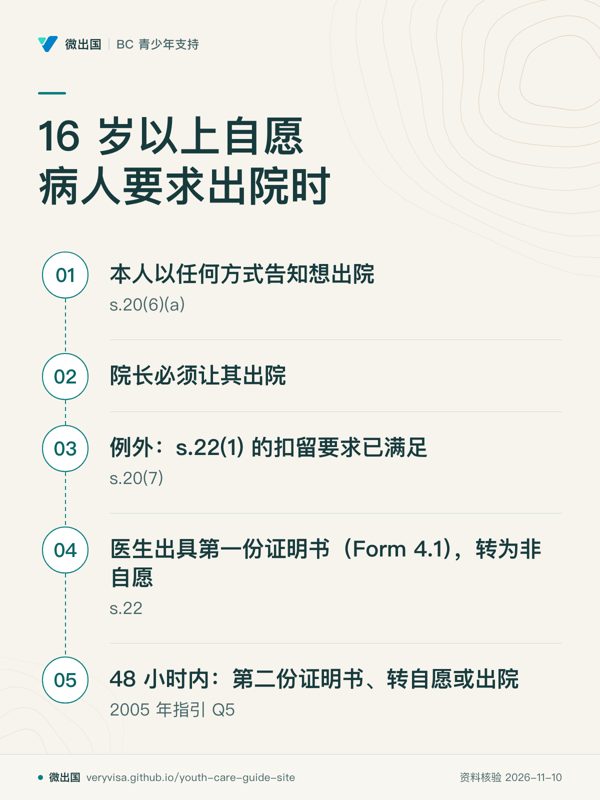 微出国 | BC 青少年支持
16 岁以上自愿
病人要求出院时
01 本人以任何方式告知想出院
s.20(6)(a)
02 院长必须让其出院
03 例外：s.22(1) 的扣留要求已满足
s.20(7)
04 医生出具第一份证明书（Form 4.1），转为非
自愿
s.22
05 48 小时内：第二份证明书、转自愿或出院
2005 年指引 Q5
微出国 veryvisa.github.io/youth-care-guide-site 资料核验 2026-11-10